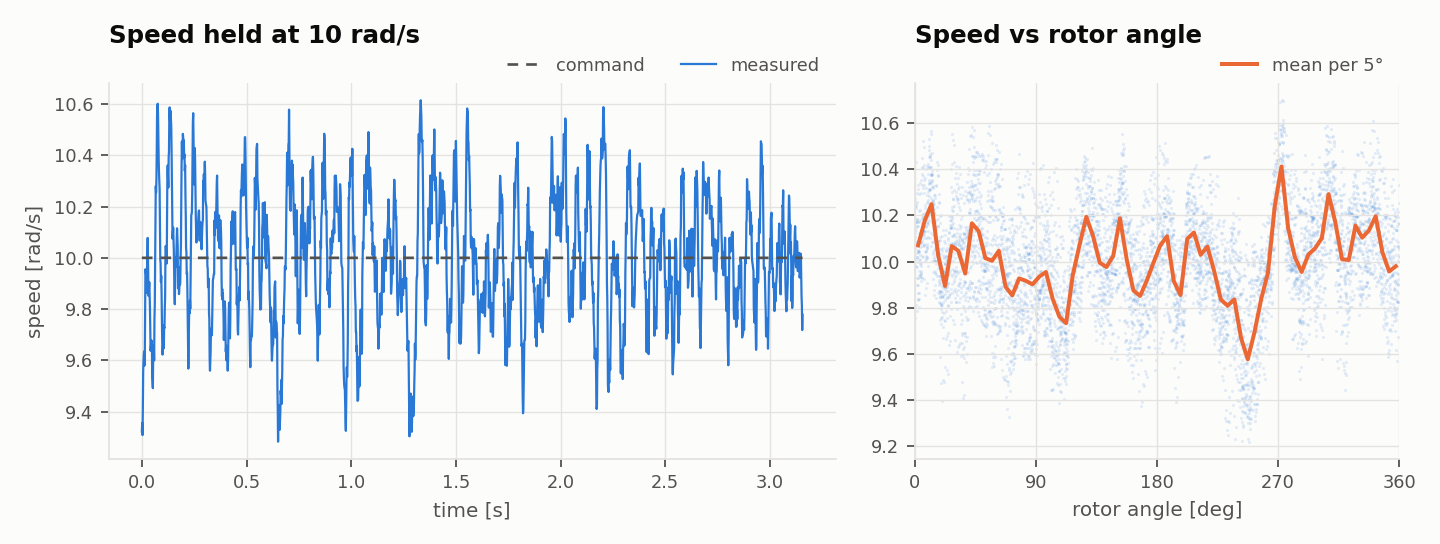 Speed held at 10 rad/s
command
measured
10.6
10.4
10.2
10.0
9.8
9.6
9.4
speed [rad/s]
0.0 0.5 1.0 1.5 2.0 2.5 3.0
time [s]
Speed vs rotor angle
mean per 5°
10.6
10.4
10.2
10.0
9.8
9.6
9.4
9.2
0 90 180 270 360
rotor angle [deg]